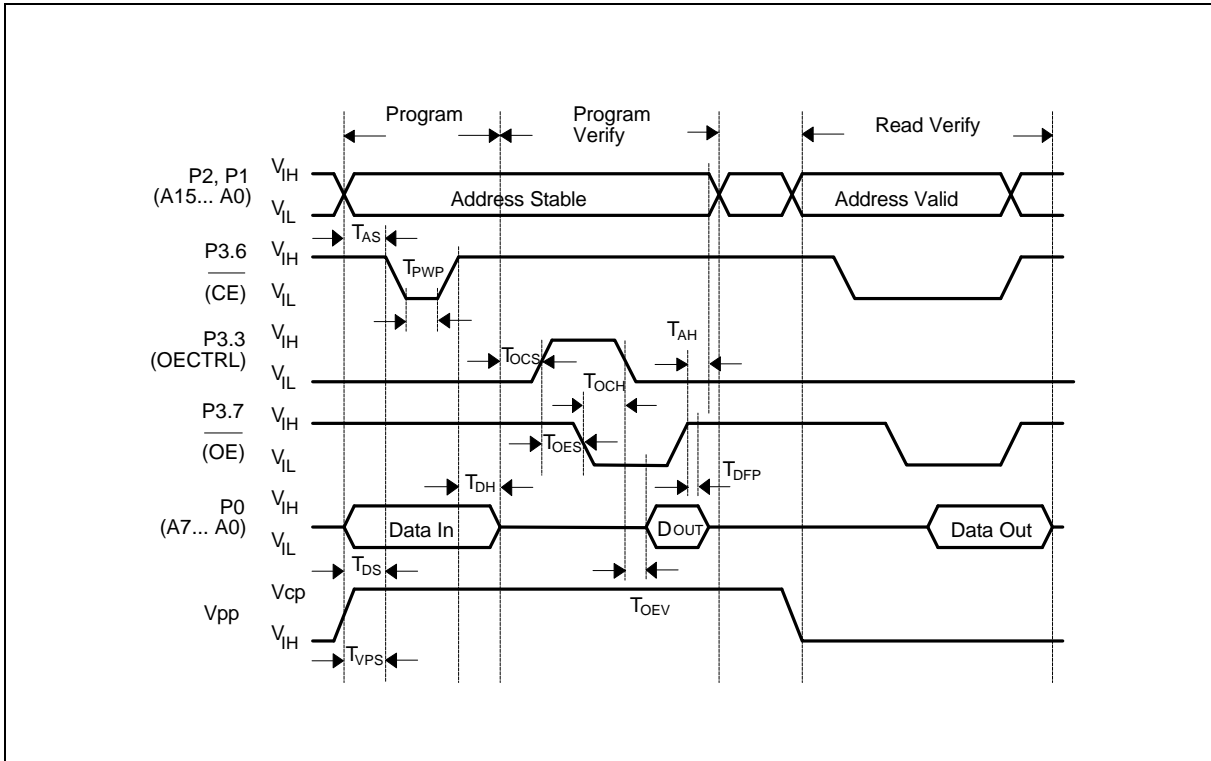 Program
Program
Verify
Read Verify
P2, P1
(A15... A0)
VIH
VIL
Address Stable
Address Valid
TAS
P3.6
(CE)
VIH
VIL
TPWP
P3.3
(OECTRL)
VIH
VIL
TOCS
TAH
TOCH
P3.7
(OE)
VIH
VIL
TOES
TDFP
TDH
P0
(A7... A0)
VIH
VIL
Data In
DOUT
Data Out
TDS
Vpp
Vcp
VIH
TOEV
TVPS